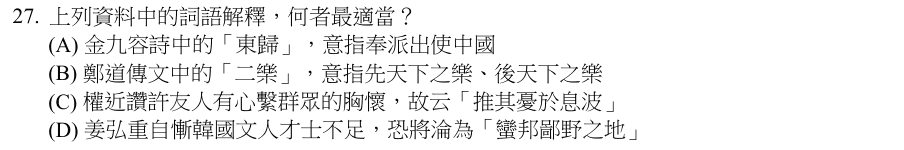 27. 上列資料中的詞語解釋，何者最適當？
(A) 金九容詩中的「東歸」，意指奉派出使中國
(B) 鄭道傳文中的「二樂」，意指先天下之樂、後天下之樂
(C) 權近讚許友人有心繫群眾的胸懷，故云「推其憂於息波」
(D) 姜弘重自慚韓國文人才士不足，恐將淪為「蠻邦鄙野之地」